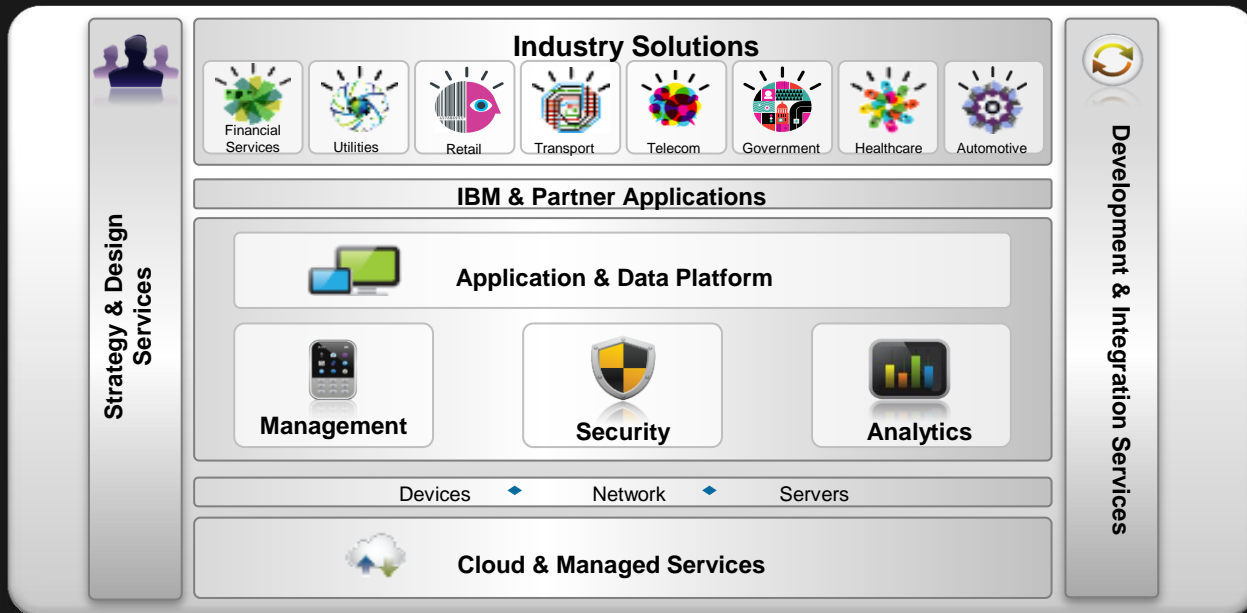 Industry Solutions
Financial
Services
Utilities
Retail
Transport
Telecom
Government
Healthcare
Automotive
IBM & Partner Applications
Strategy & Design
Services
Application & Data Platform
Management
Security
Analytics
Development & Integration Services
Devices Network Servers
Cloud & Managed Services